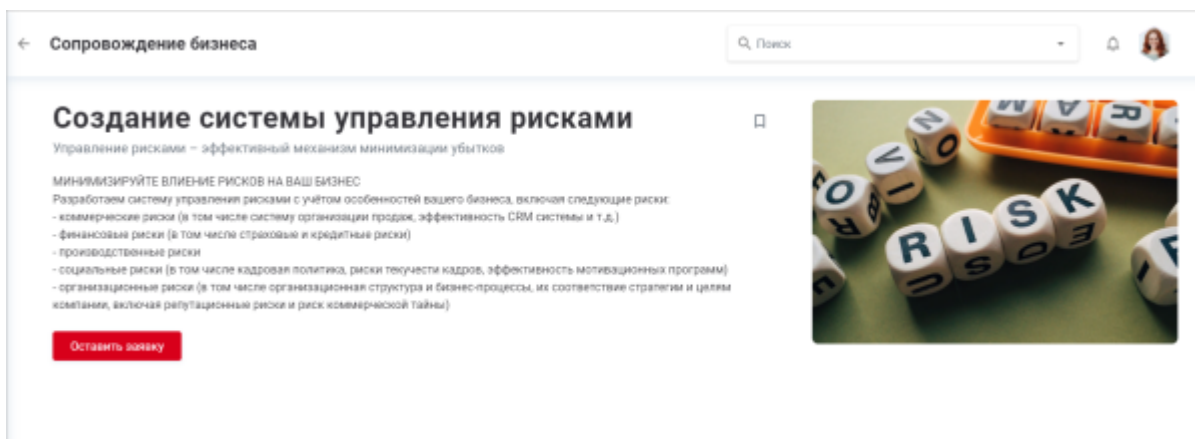 Сопровождение бизнеса
Поиск
Создание системы управления рисками
Управление рисками – эффективный механизм минимизации убытков
МИНИМИЗИРУЙТЕ ВЛИЕНИЕ РИСКОВ НА ВАШ БИЗНЕС
Разработаем систему управления рисками с учётом особенностей вашего бизнеса, включая следующие риски:
- коммерческие риски (в том числе систему организации продаж, эффективность CRM системы и т.д.)
- финансовые риски (в том числе страховые и кредитные риски)
- производственные риски
- социальные риски (в том числе кадровая политика, риски текучести кадров, эффективность мотивационных программ)
- организационные риски (в том числе организационная структура и бизнес-процессы, их соответствие стратегии и целям
компании, включая репутационные риски и риск коммерческой тайны)
Оставить заявку
RISK